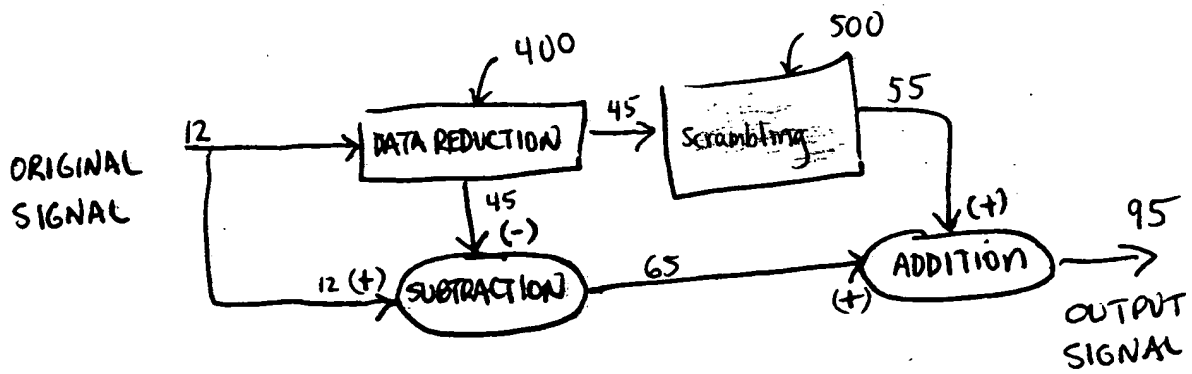 400
500
12
DATA REDUCTION
45
scrambling
55
ORIGINAL
SIGNAL
45
(-)
(+)
95
12 (+)
SUBTRACTION
65
(+)
ADDITION
OUTPUT
SIGNAL